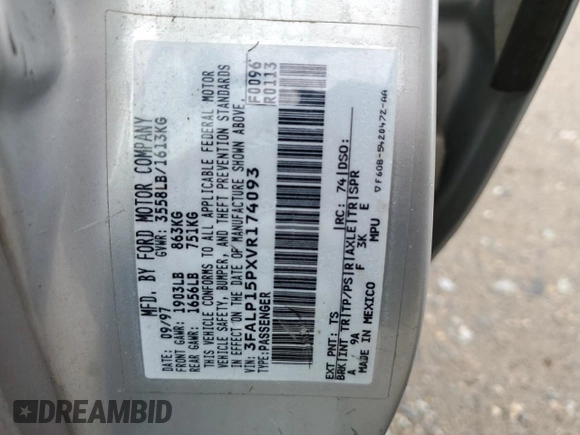 MFD. BY FORD MOTOR COMPANY
DATE: 09/97 GVWR: 3558LB/1613KG
FRONT GAWR: 1903LB 863KG
REAR GAWR: 1656LB 751KG
THIS VEHICLE CONFORMS TO ALL APPLICABLE FEDERAL MOTOR
VEHICLE SAFETY, BUMPER, AND THEFT PREVENTION STANDARDS
IN EFFECT ON THE DATE OF MANUFACTURE SHOWN ABOVE.
VIN: 3FALP15PXVR174093 F0096
TYPE: PASSENGER R0113
EXT PNT: TS RC: 74 DSO:
BRK INT TR TP/PS R AXLE TR SPR
A 9A F 3K E
MADE IN MEXICO MPU
F60B-5420472-AA
DREAMBID